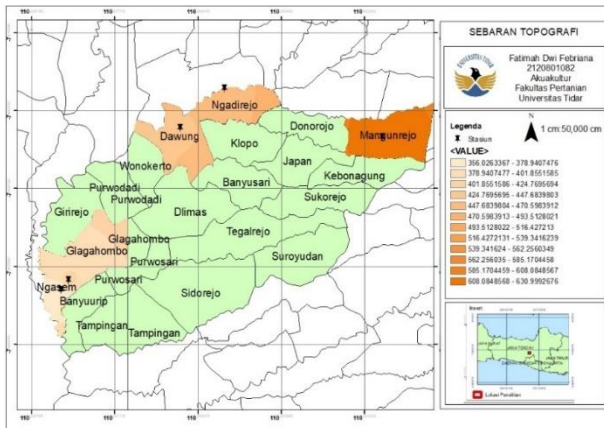 SEBARAN TOPOGRAFI
UNIVERSITAS TIDAR
Fatimah Dwi Febriana
2120801082
Akuakultur
Fakultas Pertanian
Universitas Tidar
Legenda
Stasiun
N
1 cm:50,000 cm
<VALUE>
356.0263367 - 378.9407476
378.9407477 - 401.8551585
401.8551586 - 424.7695694
424.7695695 - 447.6839803
447.6839804 - 470.5983912
470.5983913 - 493.5128021
493.5128022 - 516.427213
516.4272131 - 539.3416239
539.341624 - 562.2560349
562.256035 - 585.1704458
585.1704459 - 608.0848567
608.0848568 - 630.9992676
Lokasi Penelitian
Ngadirejo
Dawung
Donorojo
Mangunrejo
Klopo
Wonokerto
Japan
Kebonagung
Purwodadi
Banyusari
Purwodadi
Sukorejo
Girirejo
Dlimas
Glagahombo
Tegalrejo
Glagahombo
Suroyudan
Purwosari
Ngasem
Purwosari
Banyuurip
Sidorejo
Tampingan
Tampingan